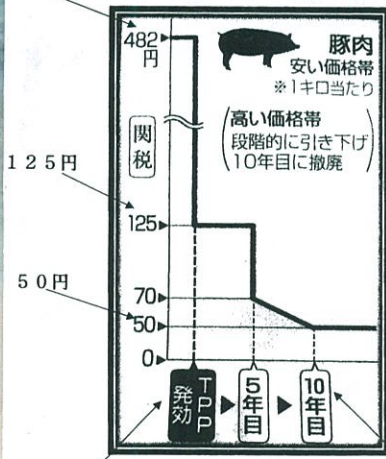 482
円
豚肉
安い価格帯
※1キロ当たり
高い価格帯
段階的に引き下げ
10年目に撤廃
関税
125円
125
50円
70
50
0
TPP
発効
5年目
10年目